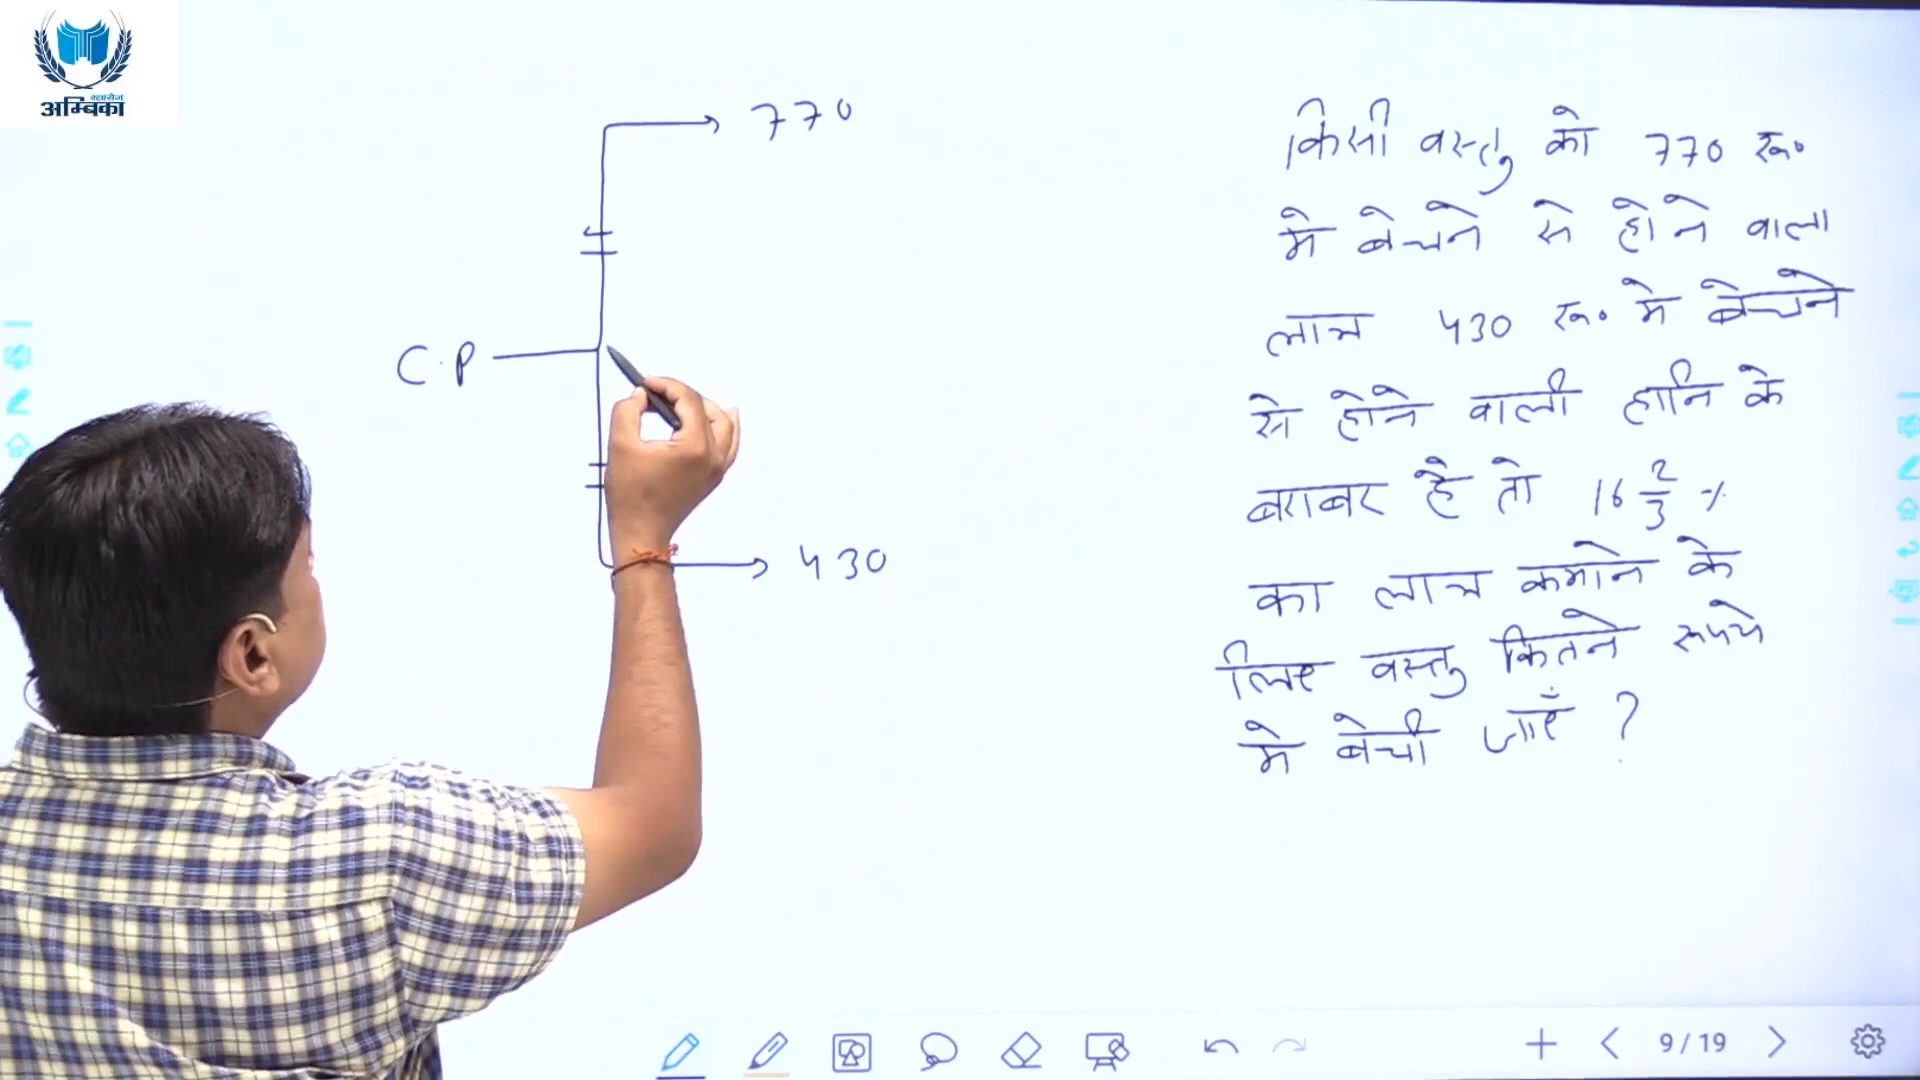 क्लासेज
अम्बिका
770
C.P
430
किसी वस्तु को 770 रू०
मे बेचने से होने वाला
लाभ 430 रू० मे बेचने
से होने वाली हानि के
बराबर है तो 16 2/3 %
का लाभ कमाने के
लिए वस्तु कितने रूपये
मे बेची जाएँ ?
9/19